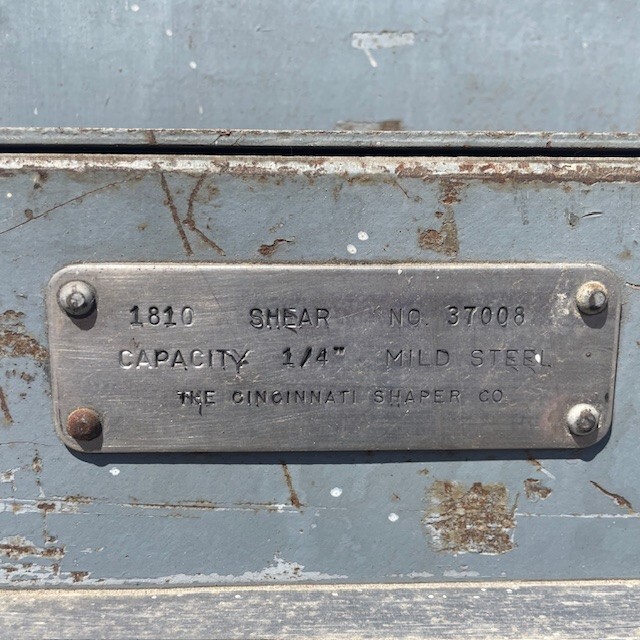 1810 SHEAR NO. 37008
CAPACITY 1/4" MILD STEEL
THE CINCINNATI SHAPER CO